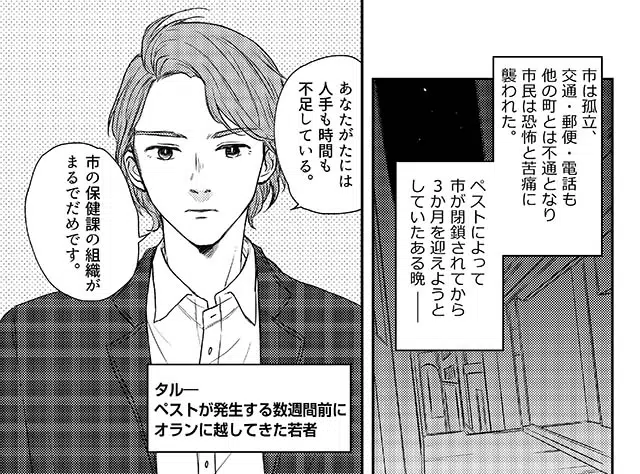 市は孤立、
交通・郵便・電話も
他の町とは不通となり
市民は恐怖と苦痛に
襲われた。
ペストによって
市が閉鎖されてから
3か月を迎えようと
していたある晩――
あなたがたには
人手も時間も
不足している。
市の保健課の組織が
まるでだめです。
タル―
ペストが発生する数週間前に
オランに越してきた若者